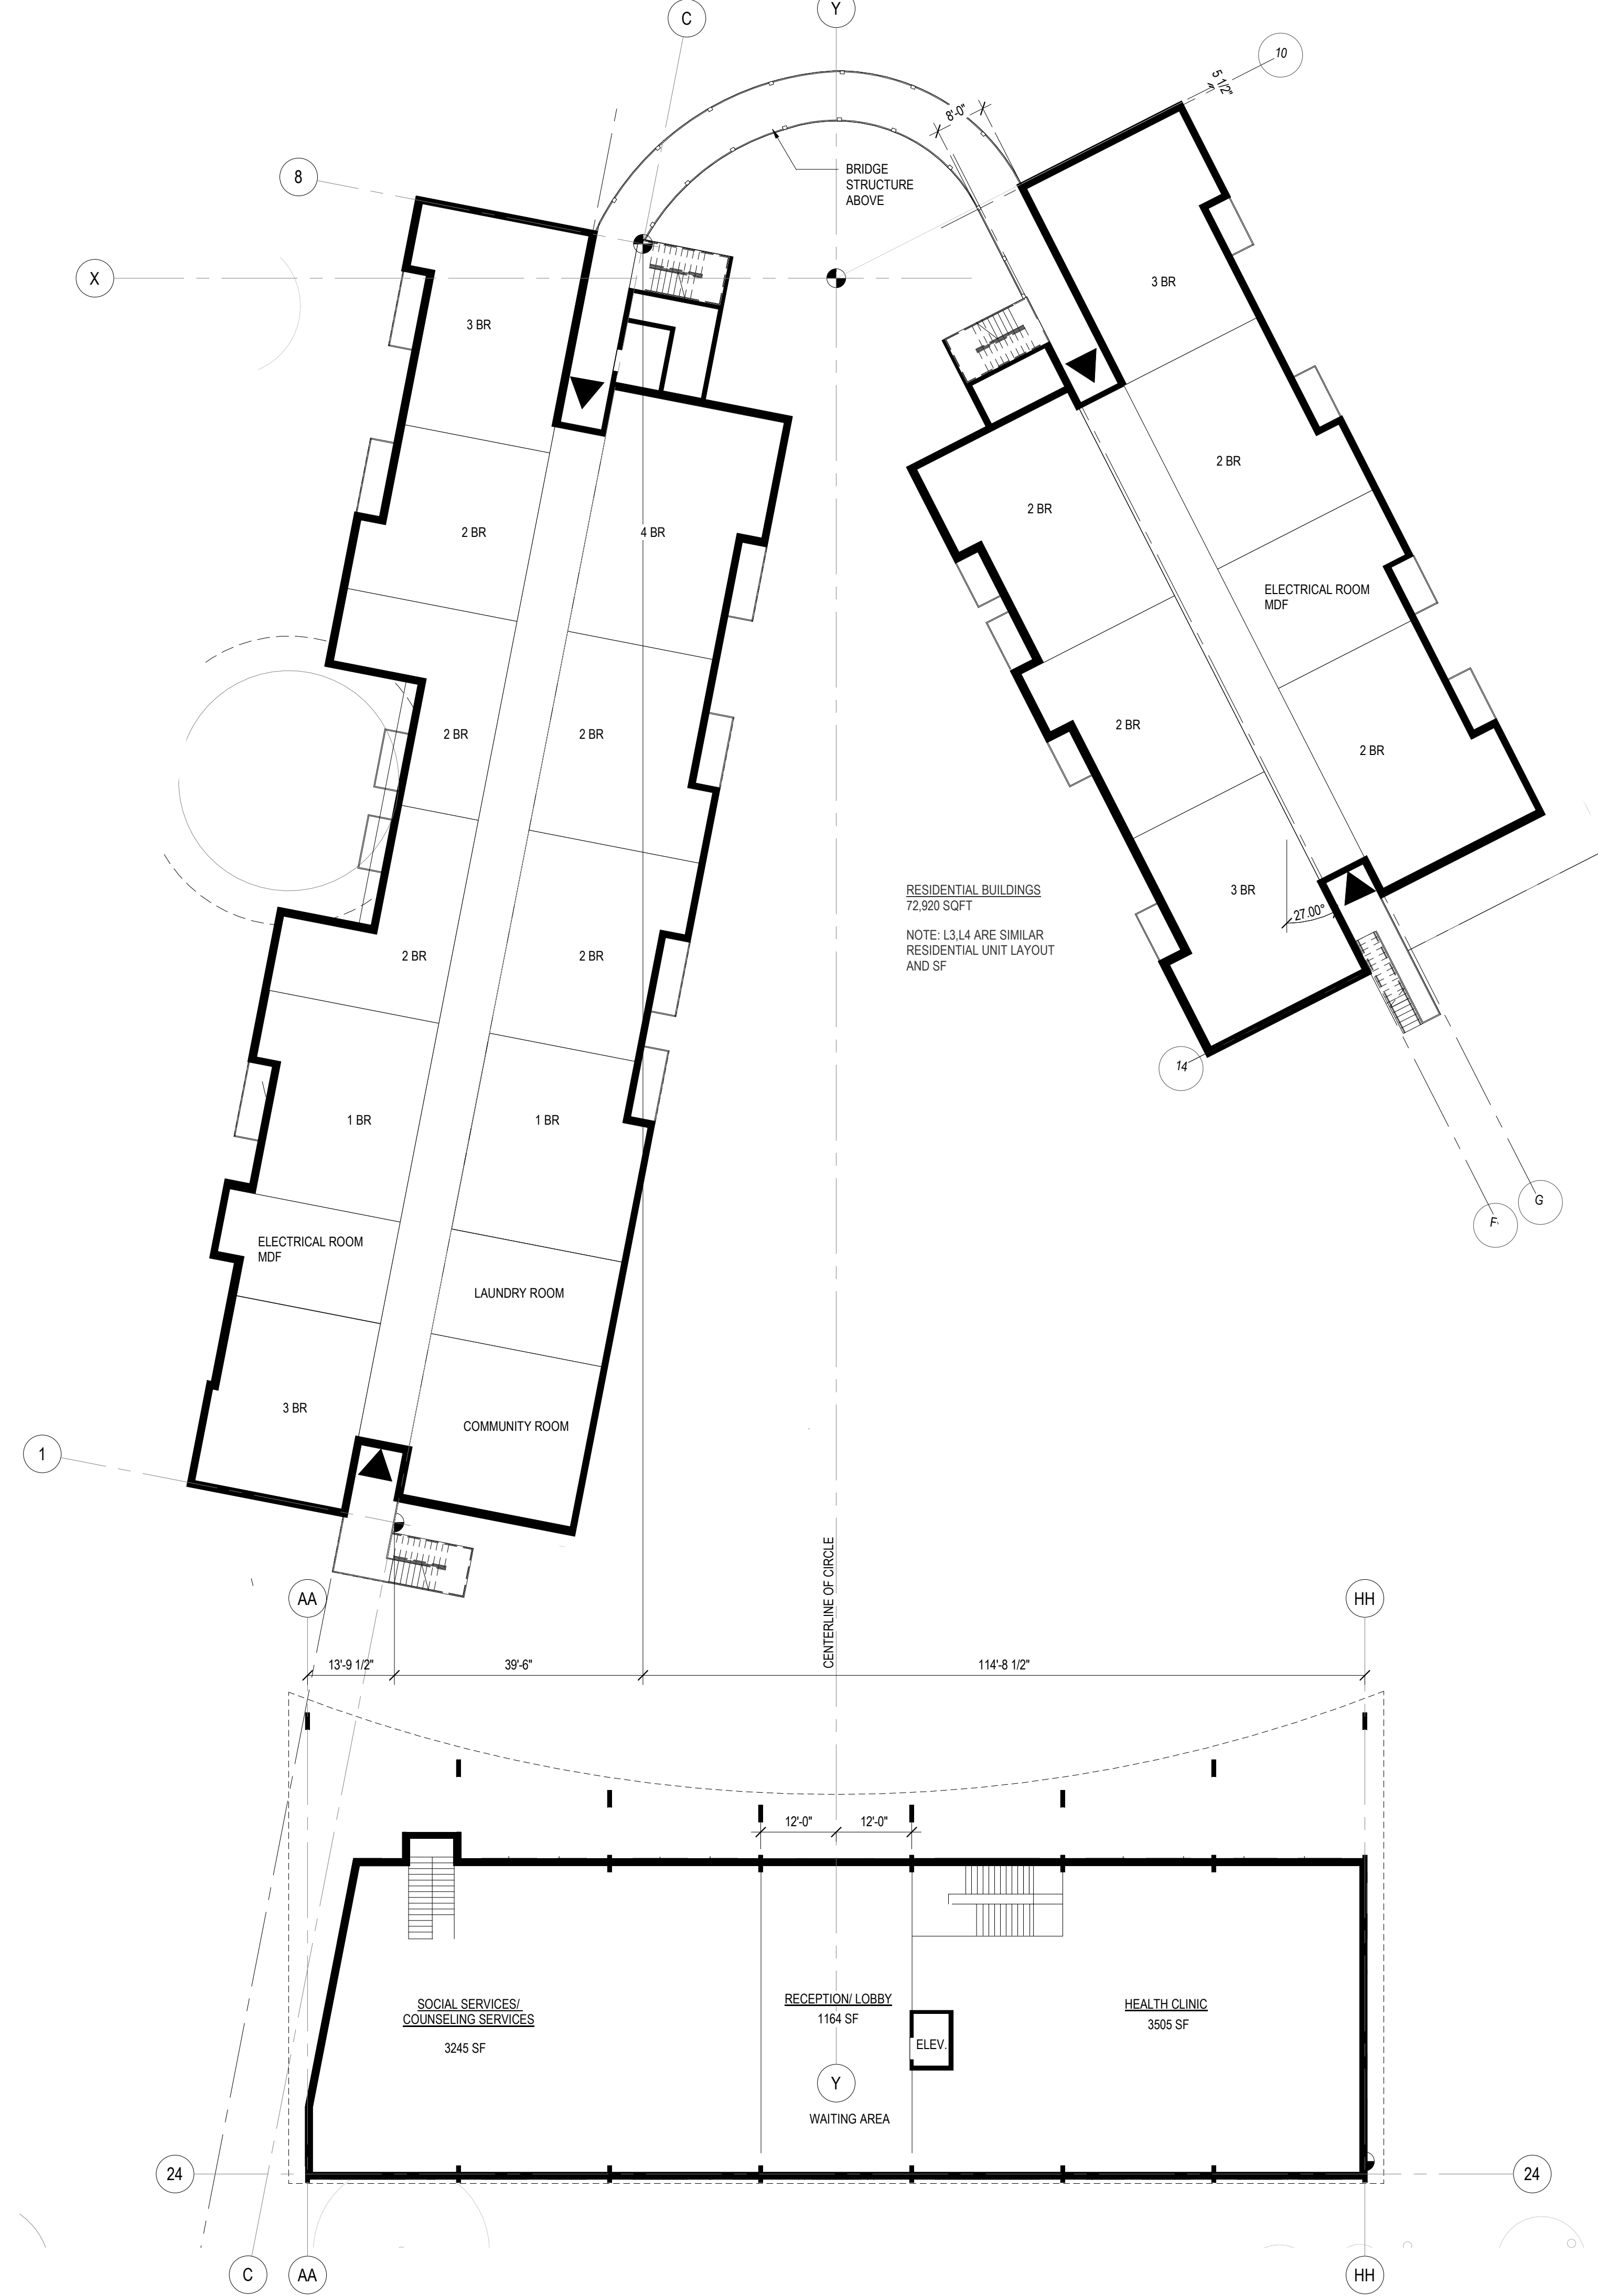 C
Y
10
5 1/2"
8'-0"
8
BRIDGE
STRUCTURE
ABOVE
X
3 BR
3 BR
2 BR
2 BR
2 BR
4 BR
ELECTRICAL ROOM
MDF
2 BR
2 BR
2 BR
2 BR
RESIDENTIAL BUILDINGS
72,920 SQFT
NOTE: L3,L4 ARE SIMILAR
RESIDENTIAL UNIT LAYOUT
AND SF
3 BR
27.00°
2 BR
2 BR
14
1 BR
1 BR
G
F
ELECTRICAL ROOM
MDF
LAUNDRY ROOM
3 BR
COMMUNITY ROOM
1
CENTERLINE OF CIRCLE
AA
HH
13'-9 1/2"
39'-6"
114'-8 1/2"
12'-0"
12'-0"
SOCIAL SERVICES/
COUNSELING SERVICES
3245 SF
RECEPTION/ LOBBY
1164 SF
HEALTH CLINIC
3505 SF
ELEV.
Y
WAITING AREA
24
24
C
AA
HH